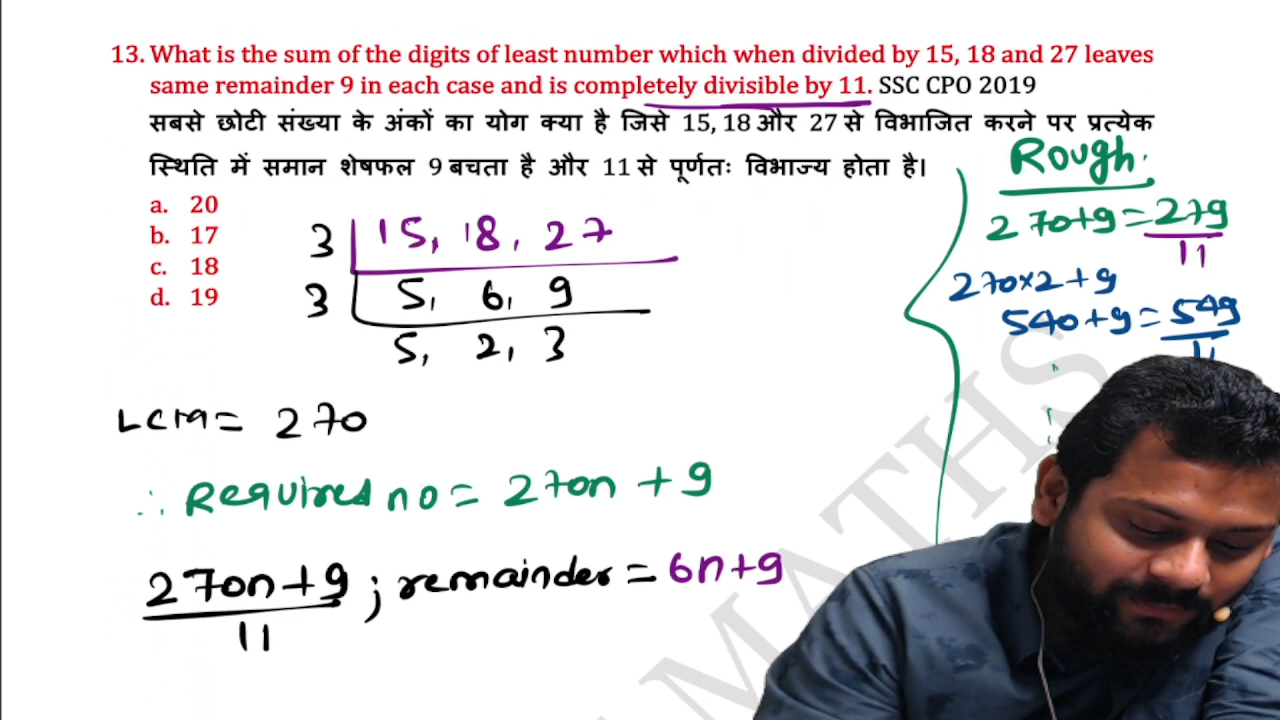 13. What is the sum of the digits of least number which when divided by 15, 18 and 27 leaves
same remainder 9 in each case and is completely divisible by 11. SSC CPO 2019
सबसे छोटी संख्या के अंकों का योग क्या है जिसे 15, 18 और 27 से विभाजित करने पर प्रत्येक
स्थिति में समान शेषफल 9 बचता है और 11 से पूर्णतः विभाज्य होता है।
a. 20
b. 17
c. 18
d. 19
3 | 15, 18, 27
3 | 5, 6, 9
5, 2, 3
LCM = 270
∴ Required no = 270n + 9
270n+9
11
; remainder = 6n+9
Rough.
270+9 = 279
11
270×2+9
540+9 = 549
11
MATHS